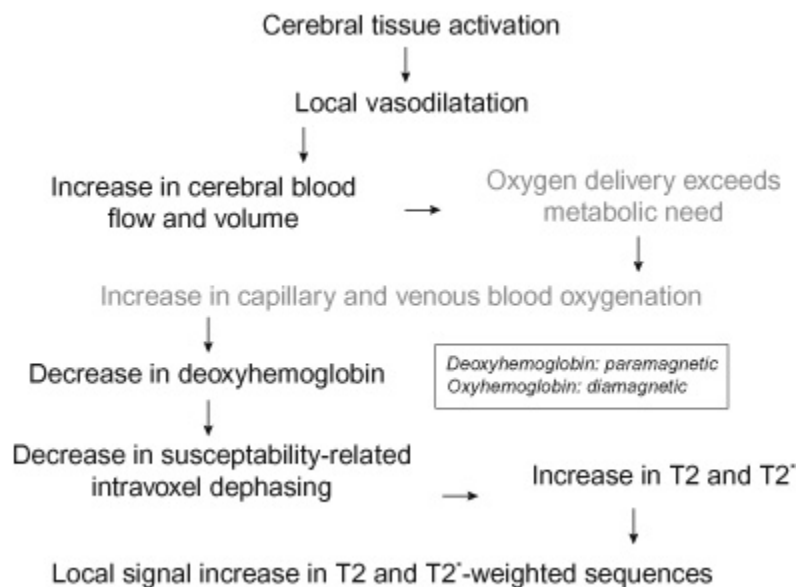 Cerebral tissue activation
Local vasodilatation
Increase in cerebral blood
flow and volume
Oxygen delivery exceeds
metabolic need
Increase in capillary and venous blood oxygenation
Decrease in deoxyhemoglobin
Deoxyhemoglobin: paramagnetic
Oxyhemoglobin: diamagnetic
Decrease in susceptability-related
intravoxel dephasing
Increase in T2 and T2*
Local signal increase in T2 and T2*-weighted sequences